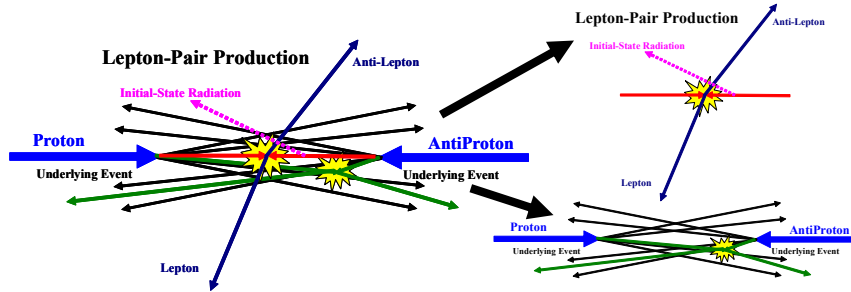 Lepton-Pair Production
Anti-Lepton
Initial-State Radiation
Proton
AntiProton
Underlying Event
Underlying Event
Lepton
Lepton-Pair Production
Anti-Lepton
Initial-State Radiation
Lepton
Proton
AntiProton
Underlying Event
Underlying Event